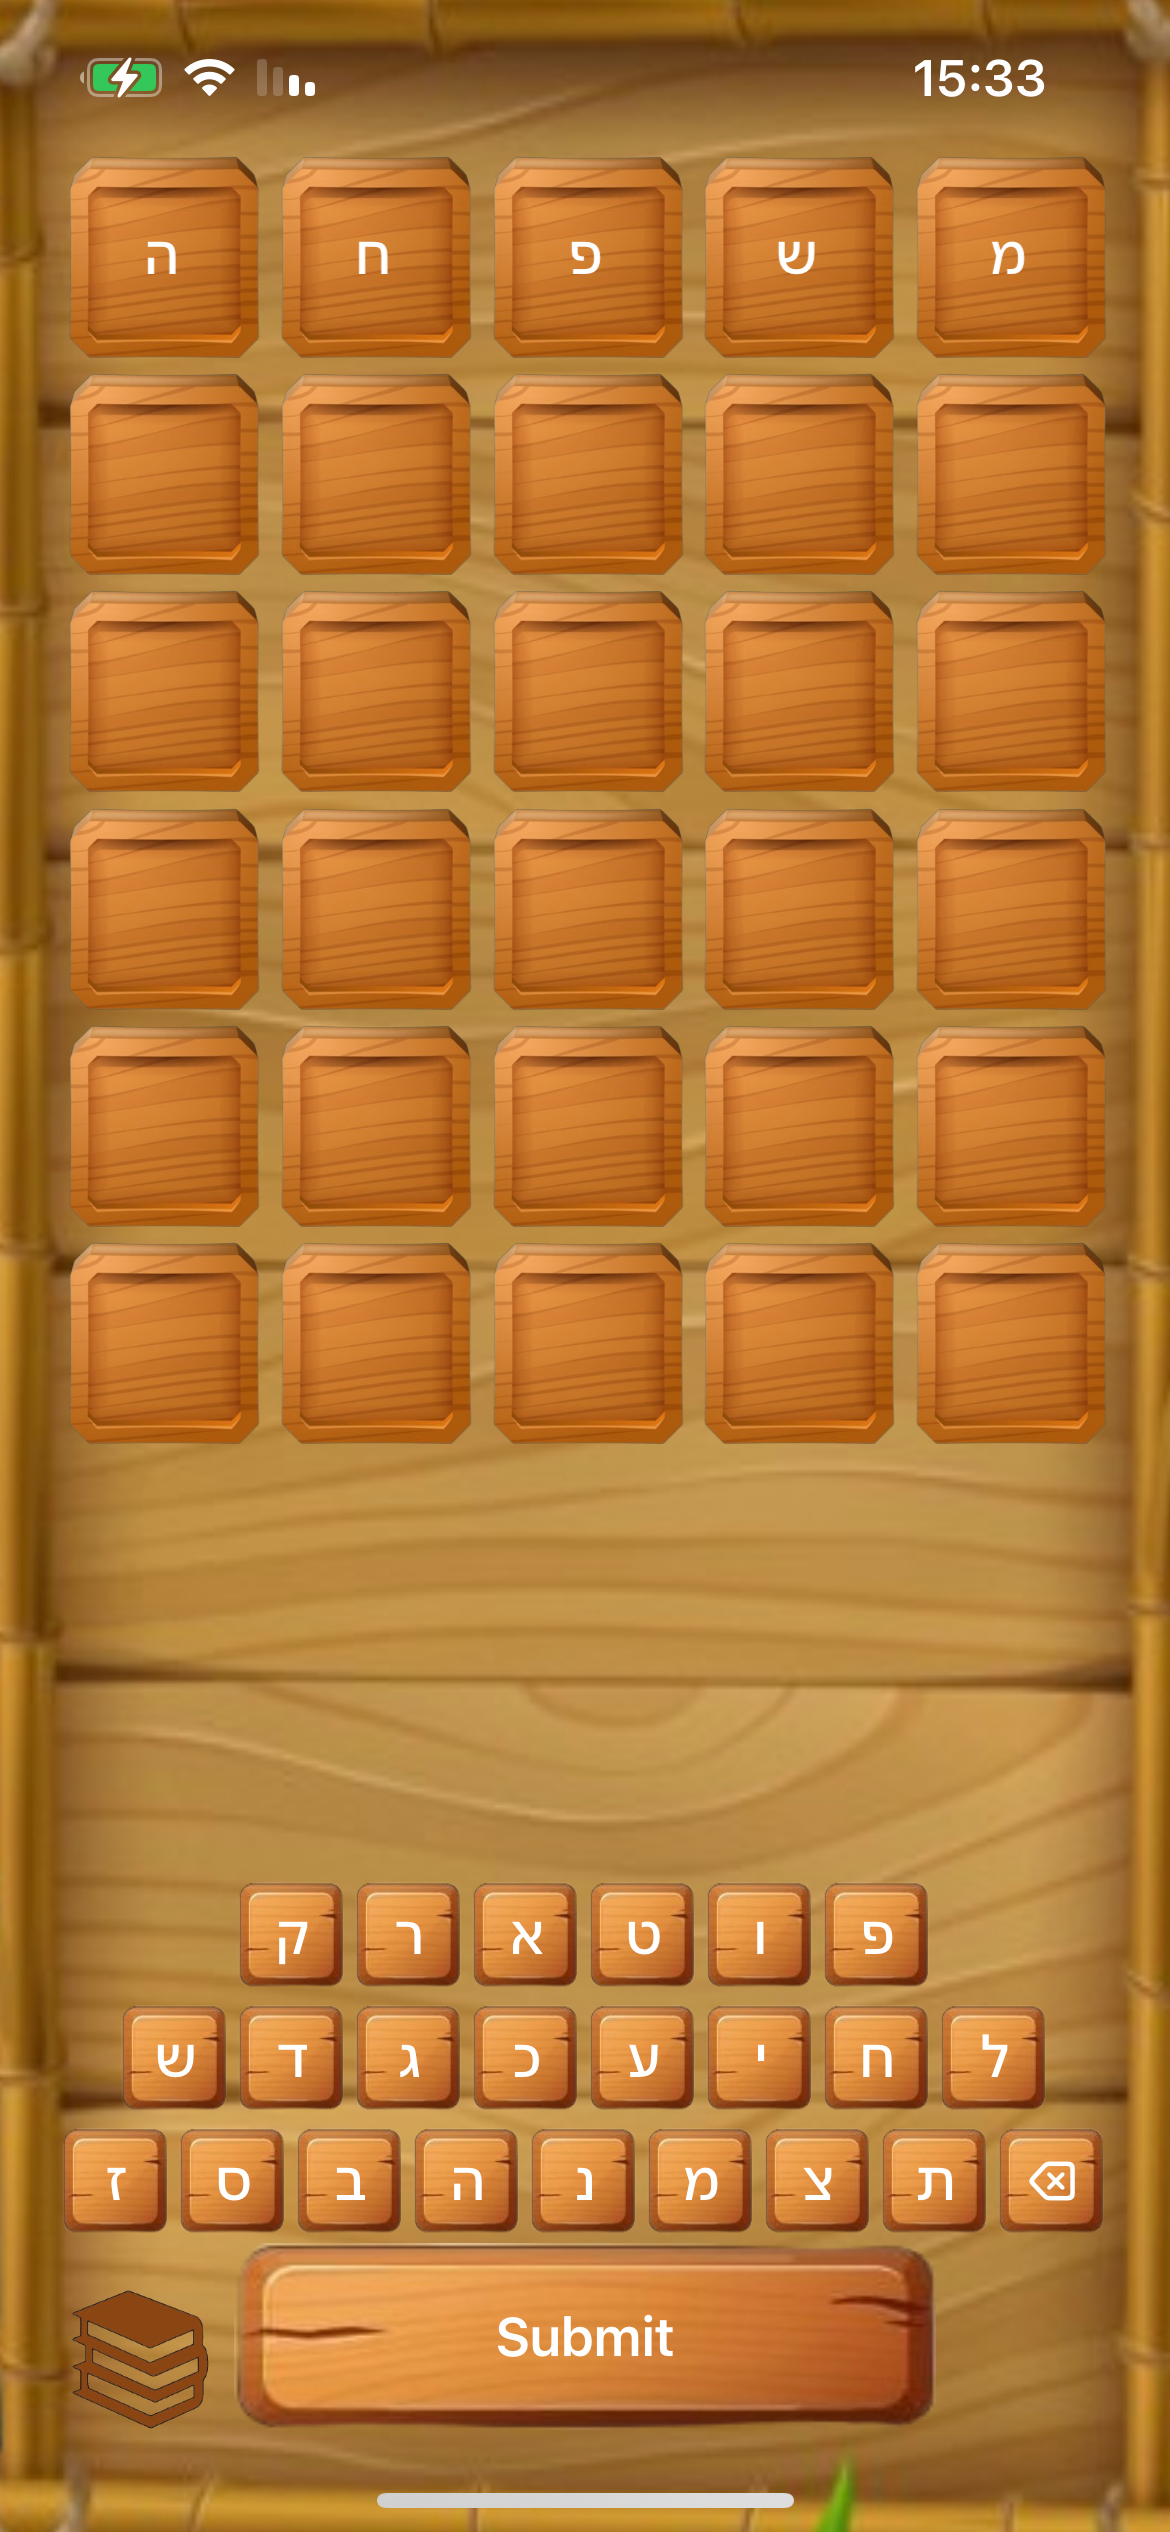 15:33
מ ש פ ח ה
ק ר א ט ו פ
ש ד ג כ ע י ח ל
ז ס ב ה נ מ צ ת
Submit